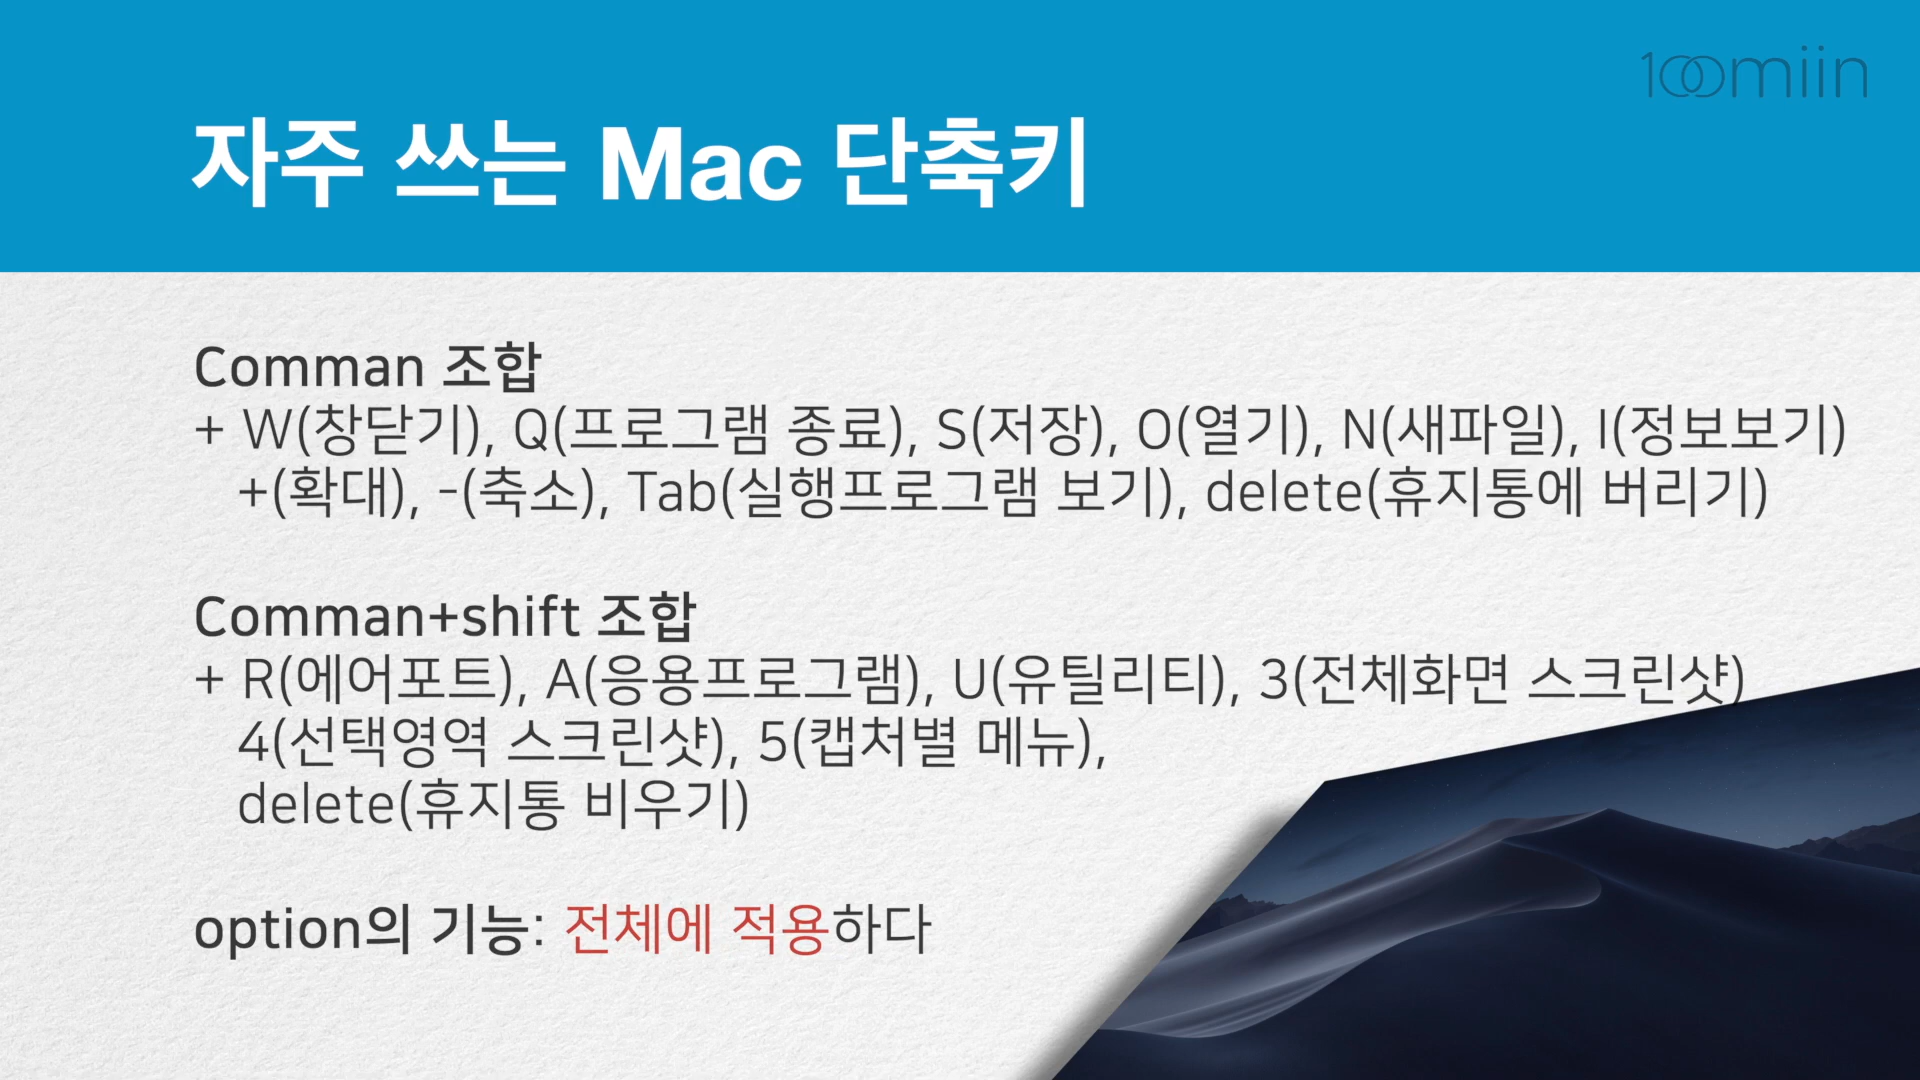 100miin
자주 쓰는 Mac 단축키
Comman 조합
+ W(창닫기), Q(프로그램 종료), S(저장), O(열기), N(새파일), I(정보보기)
+(확대), -(축소), Tab(실행프로그램 보기), delete(휴지통에 버리기)
Comman+shift 조합
+ R(에어포트), A(응용프로그램), U(유틸리티), 3(전체화면 스크린샷)
4(선택영역 스크린샷), 5(캡처별 메뉴),
delete(휴지통 비우기)
option의 기능: 전체에 적용하다